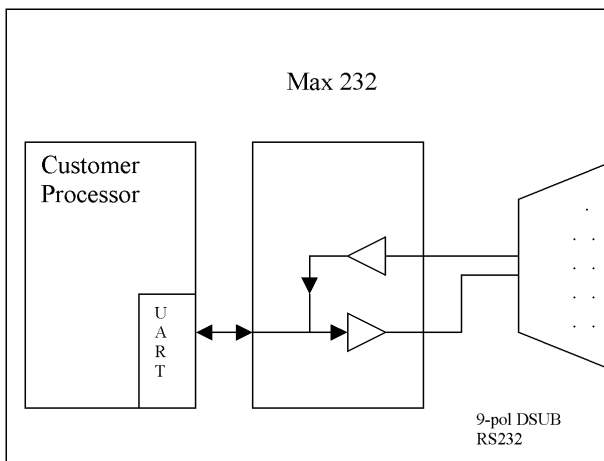 Max 232
Customer
Processor
U
A
R
T
9-pol DSUB
RS232